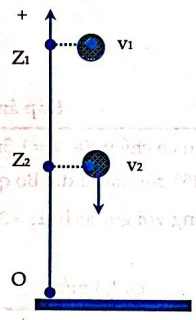 +
Z₁ v₁
Z₂ v₂
O